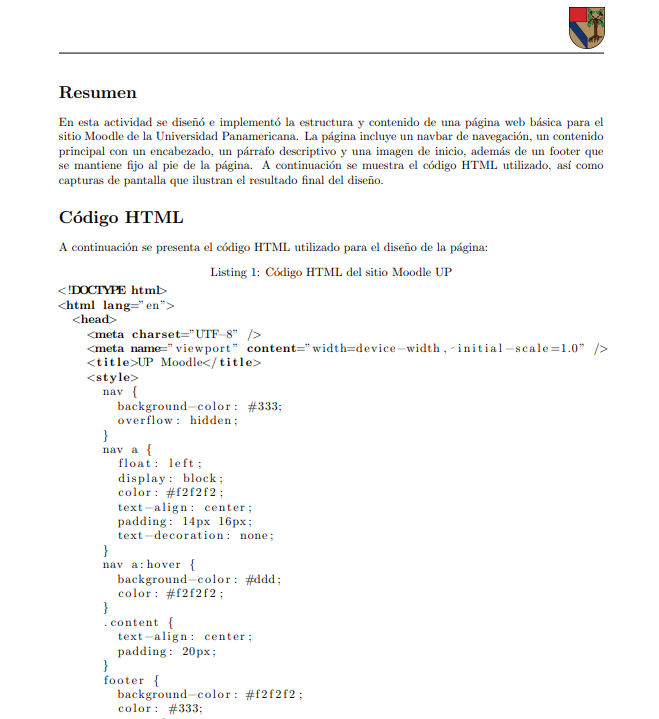 Resumen
En esta actividad se diseñó e implementó la estructura y contenido de una página web básica para el
sitio Moodle de la Universidad Panamericana. La página incluye un navbar de navegación, un contenido
principal con un encabezado, un párrafo descriptivo y una imagen de inicio, además de un footer que
se mantiene fijo al pie de la página. A continuación se muestra el código HTML utilizado, así como
capturas de pantalla que ilustran el resultado final del diseño.
Código HTML
A continuación se presenta el código HTML utilizado para el diseño de la página:
Listing 1: Código HTML del sitio Moodle UP
<!DOCTYPE html>
<html lang="en">
<head>
<meta charset="UTF-8" />
<meta name="viewport" content="width=device-width, initial-scale=1.0" />
<title>UP Moodle</title>
<style>
nav {
background-color: #333;
overflow: hidden;
}
nav a {
float: left;
display: block;
color: #f2f2f2;
text-align: center;
padding: 14px 16px;
text-decoration: none;
}
nav a:hover {
background-color: #ddd;
color: #f2f2f2;
}
.content {
text-align: center;
padding: 20px;
}
footer {
background-color: #f2f2f2;
color: #333;